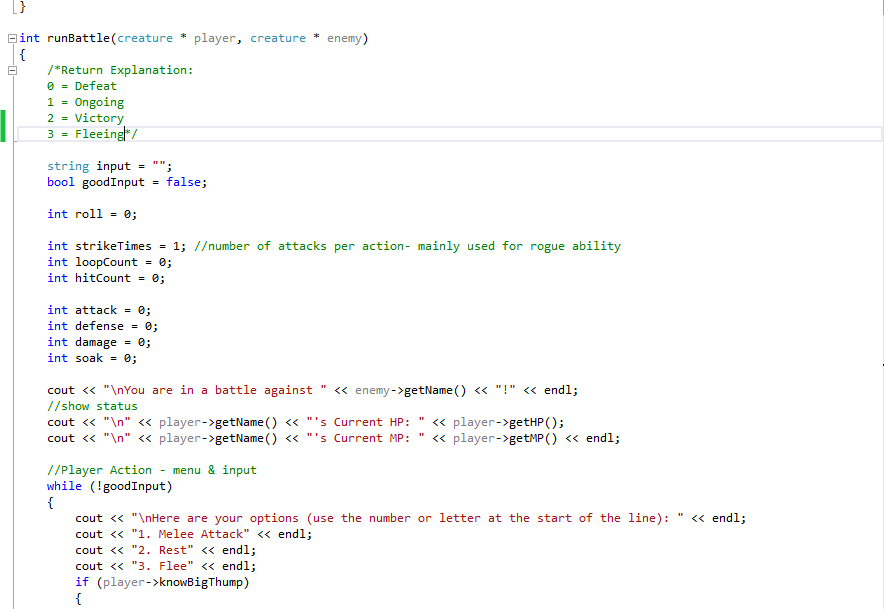 }
int runBattle(creature * player, creature * enemy)
{
/*Return Explanation:
0 = Defeat
1 = Ongoing
2 = Victory
3 = Fleeing*/
string input = "";
bool goodInput = false;
int roll = 0;
int strikeTimes = 1; //number of attacks per action- mainly used for rogue ability
int loopCount = 0;
int hitCount = 0;
int attack = 0;
int defense = 0;
int damage = 0;
int soak = 0;
cout << "\nYou are in a battle against " << enemy->getName() << "!" << endl;
//show status
cout << "\n" << player->getName() << "'s Current HP: " << player->getHP();
cout << "\n" << player->getName() << "'s Current MP: " << player->getMP() << endl;
//Player Action - menu & input
while (!goodInput)
{
cout << "\nHere are your options (use the number or letter at the start of the line): " << endl;
cout << "1. Melee Attack" << endl;
cout << "2. Rest" << endl;
cout << "3. Flee" << endl;
if (player->knowBigThump)
{